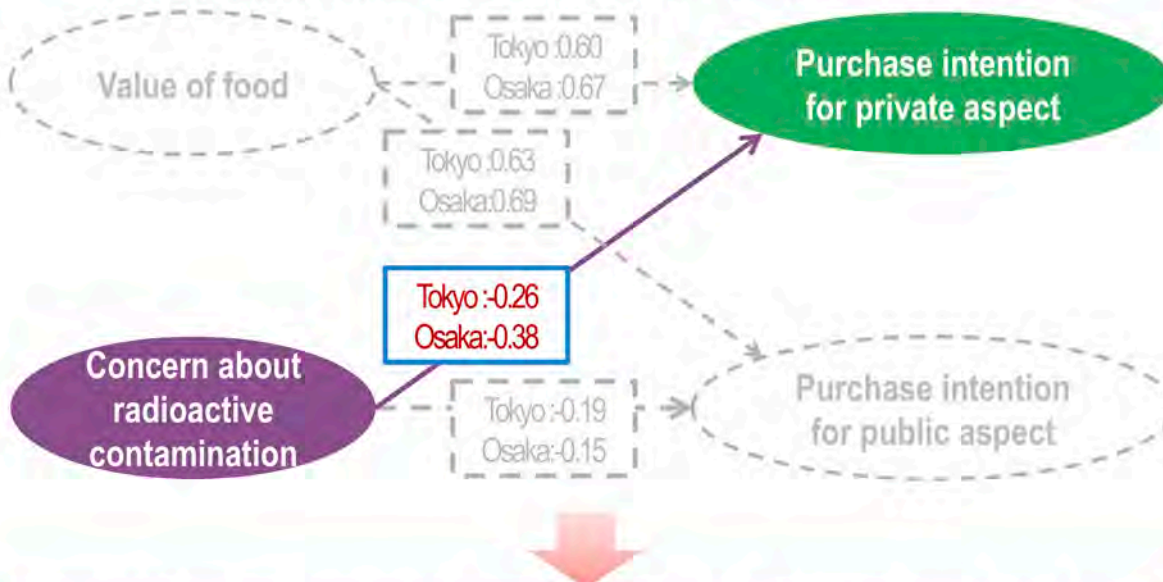 Value of food
Tokyo :0.60
Osaka :0.67
Purchase intention
for private aspect
Tokyo :0.63
Osaka:0.69
Tokyo :-0.26
Osaka:-0.38
Concern about
radioactive
contamination
Tokyo :-0.19
Osaka:-0.15
Purchase intention
for public aspect